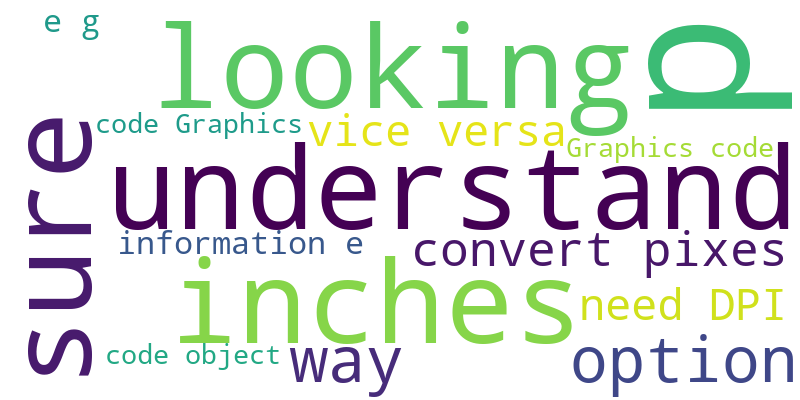 e g
looking
p
sure
code Graphics
vice versa
Graphics code
understand
information e
convert pixes
inches
need DPI
code object
way
option